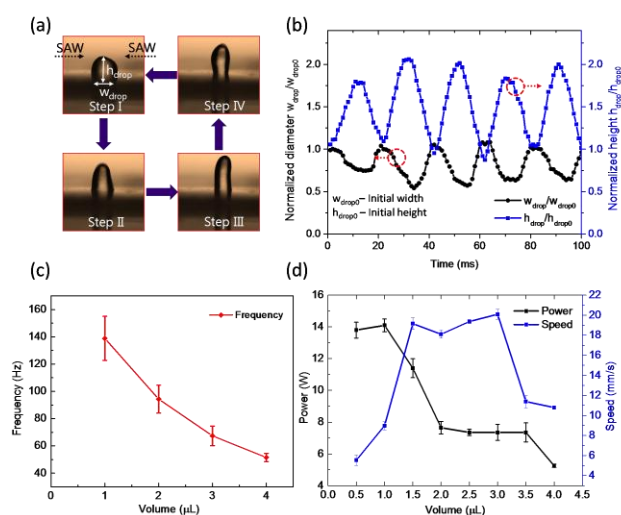 (a)
SAW
SAW
h_drop
w_drop
Step I
Step IV
Step II
Step III
(b)
Normalized diameter w_drop/w_drop0
2.0
1.5
1.0
0.5
0.0
w_drop0– Initial width
h_drop0– Initial height
w_drop/w_drop0
h_drop/h_drop0
0 20 40 60 80 100
Time (ms)
2.0
1.5
1.0
0.5
0.0
Normalized height h_drop/h_drop0
(c)
Frequency
Frequency (Hz)
160
140
120
100
80
60
40
0 1 2 3 4
Volume (µL)
(d)
Power
Speed
Power (W)
16
14
12
10
8
6
4
0.5 1.0 1.5 2.0 2.5 3.0 3.5 4.0
Volume (µL)
22
20
18
16
14
12
10
8
6
4
Speed (mm/s)